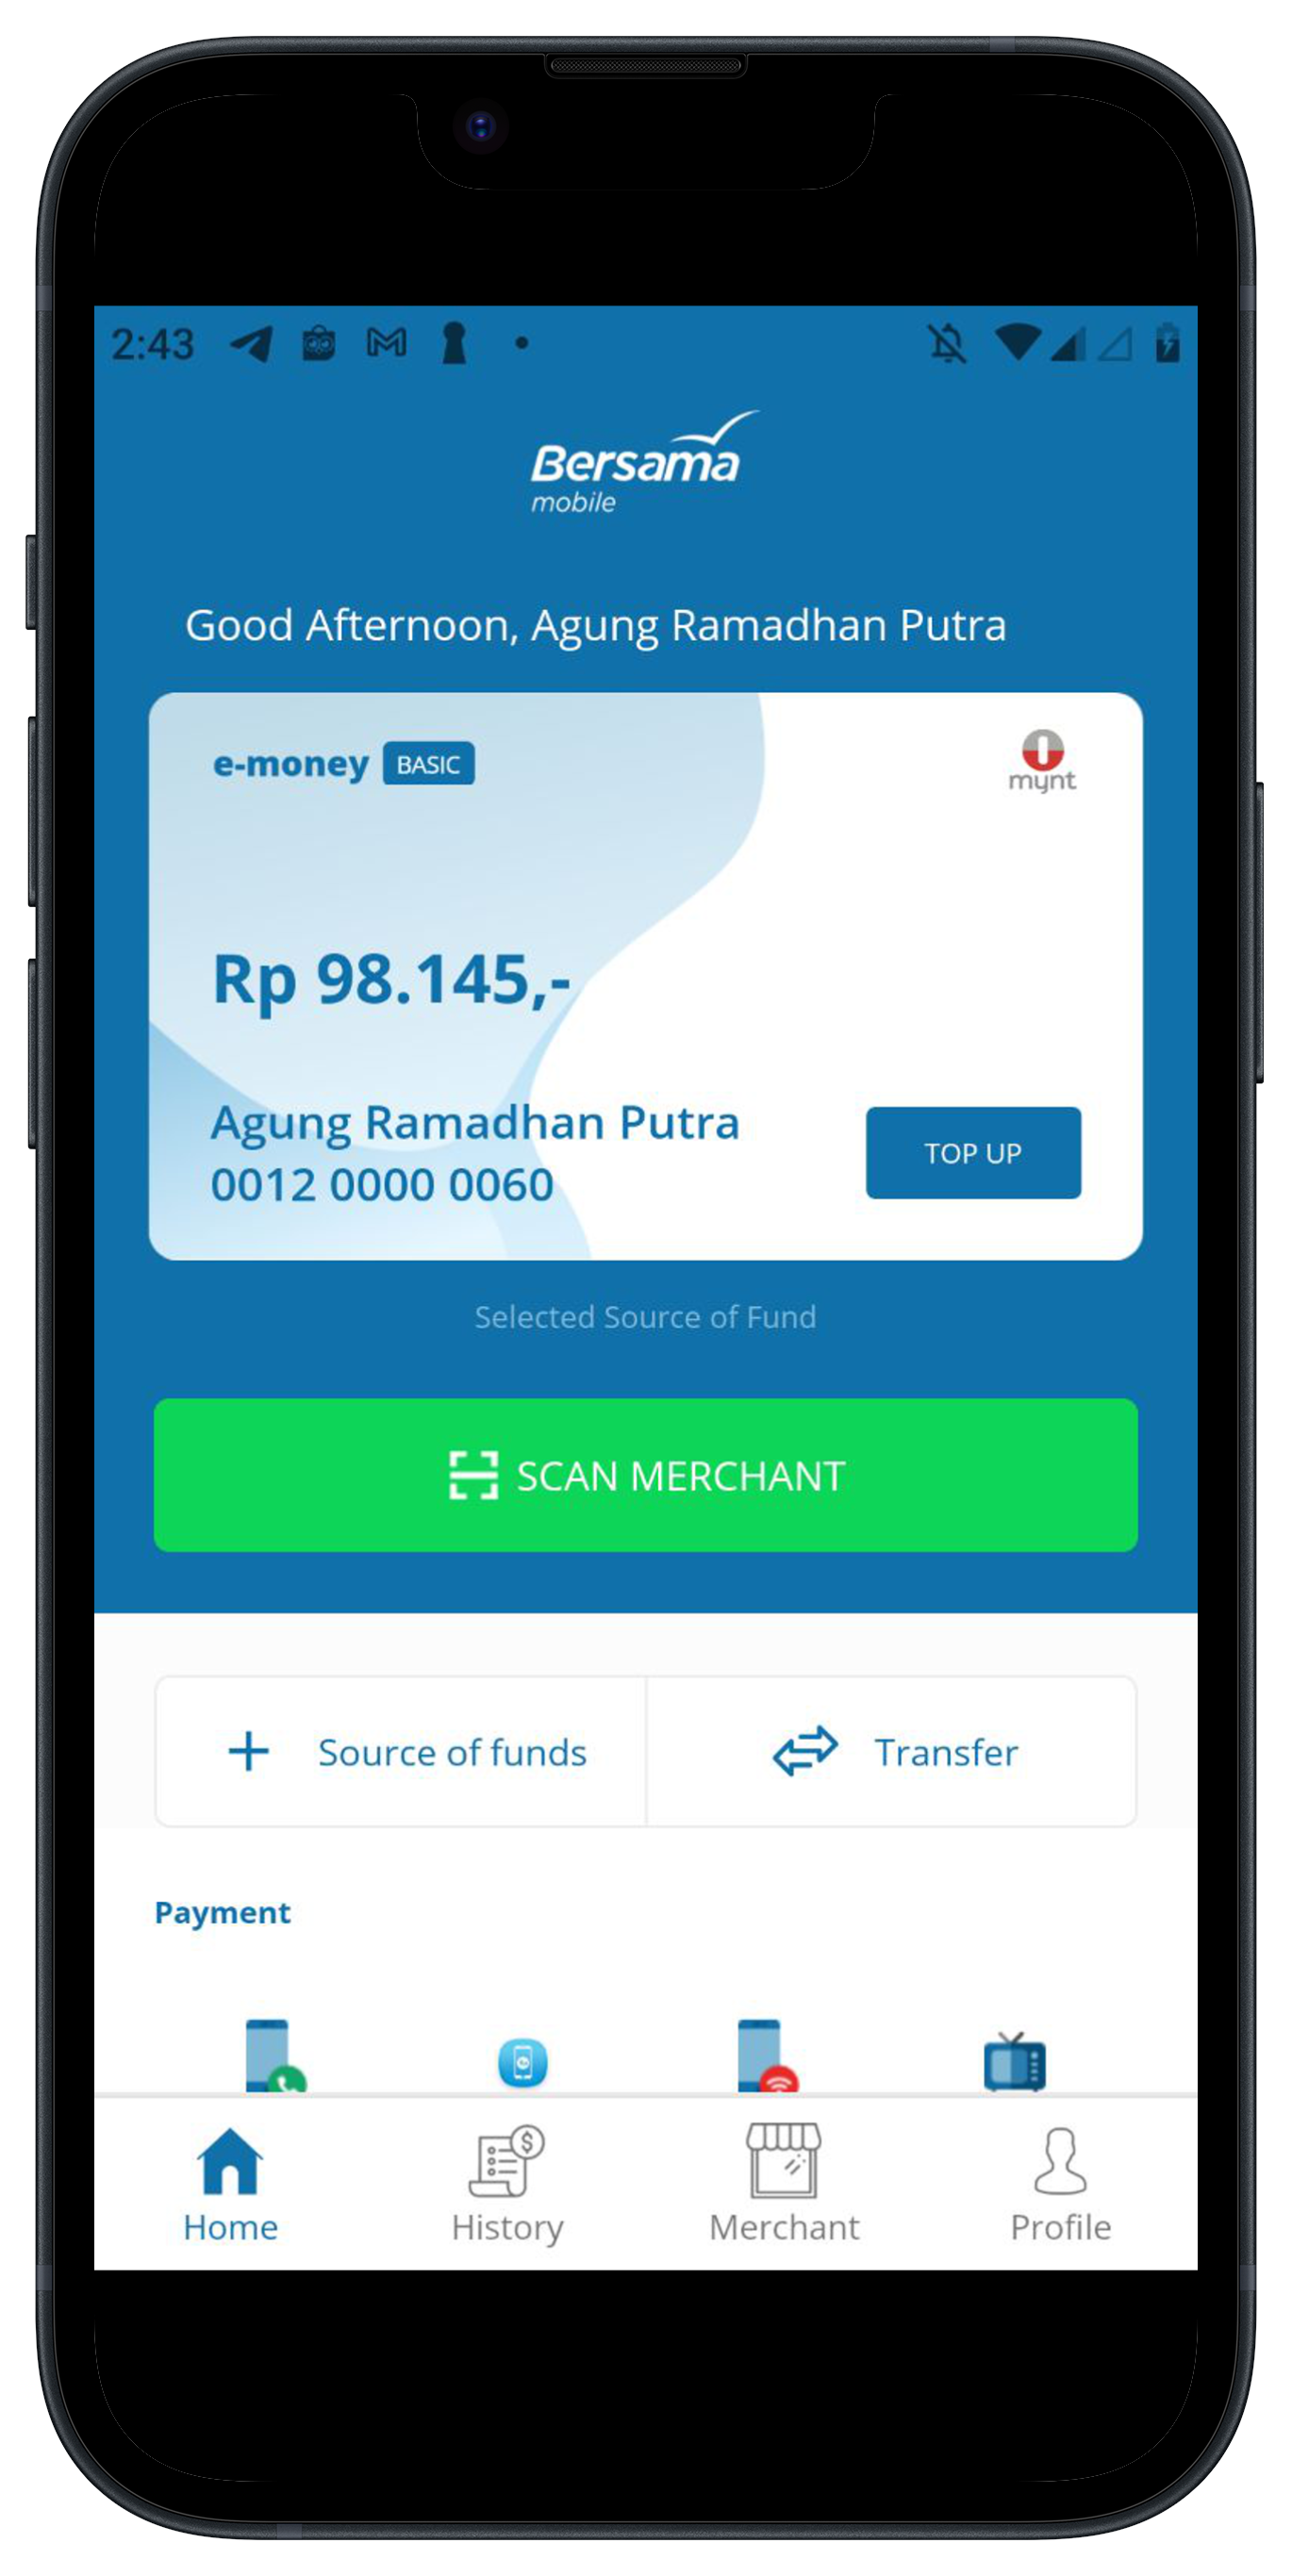 2:43
Bersama
mobile
Good Afternoon, Agung Ramadhan Putra
e-money BASIC
mynt
Rp 98.145,-
Agung Ramadhan Putra
0012 0000 0060
TOP UP
Selected Source of Fund
SCAN MERCHANT
Source of funds
Transfer
Payment
Home
History
Merchant
Profile